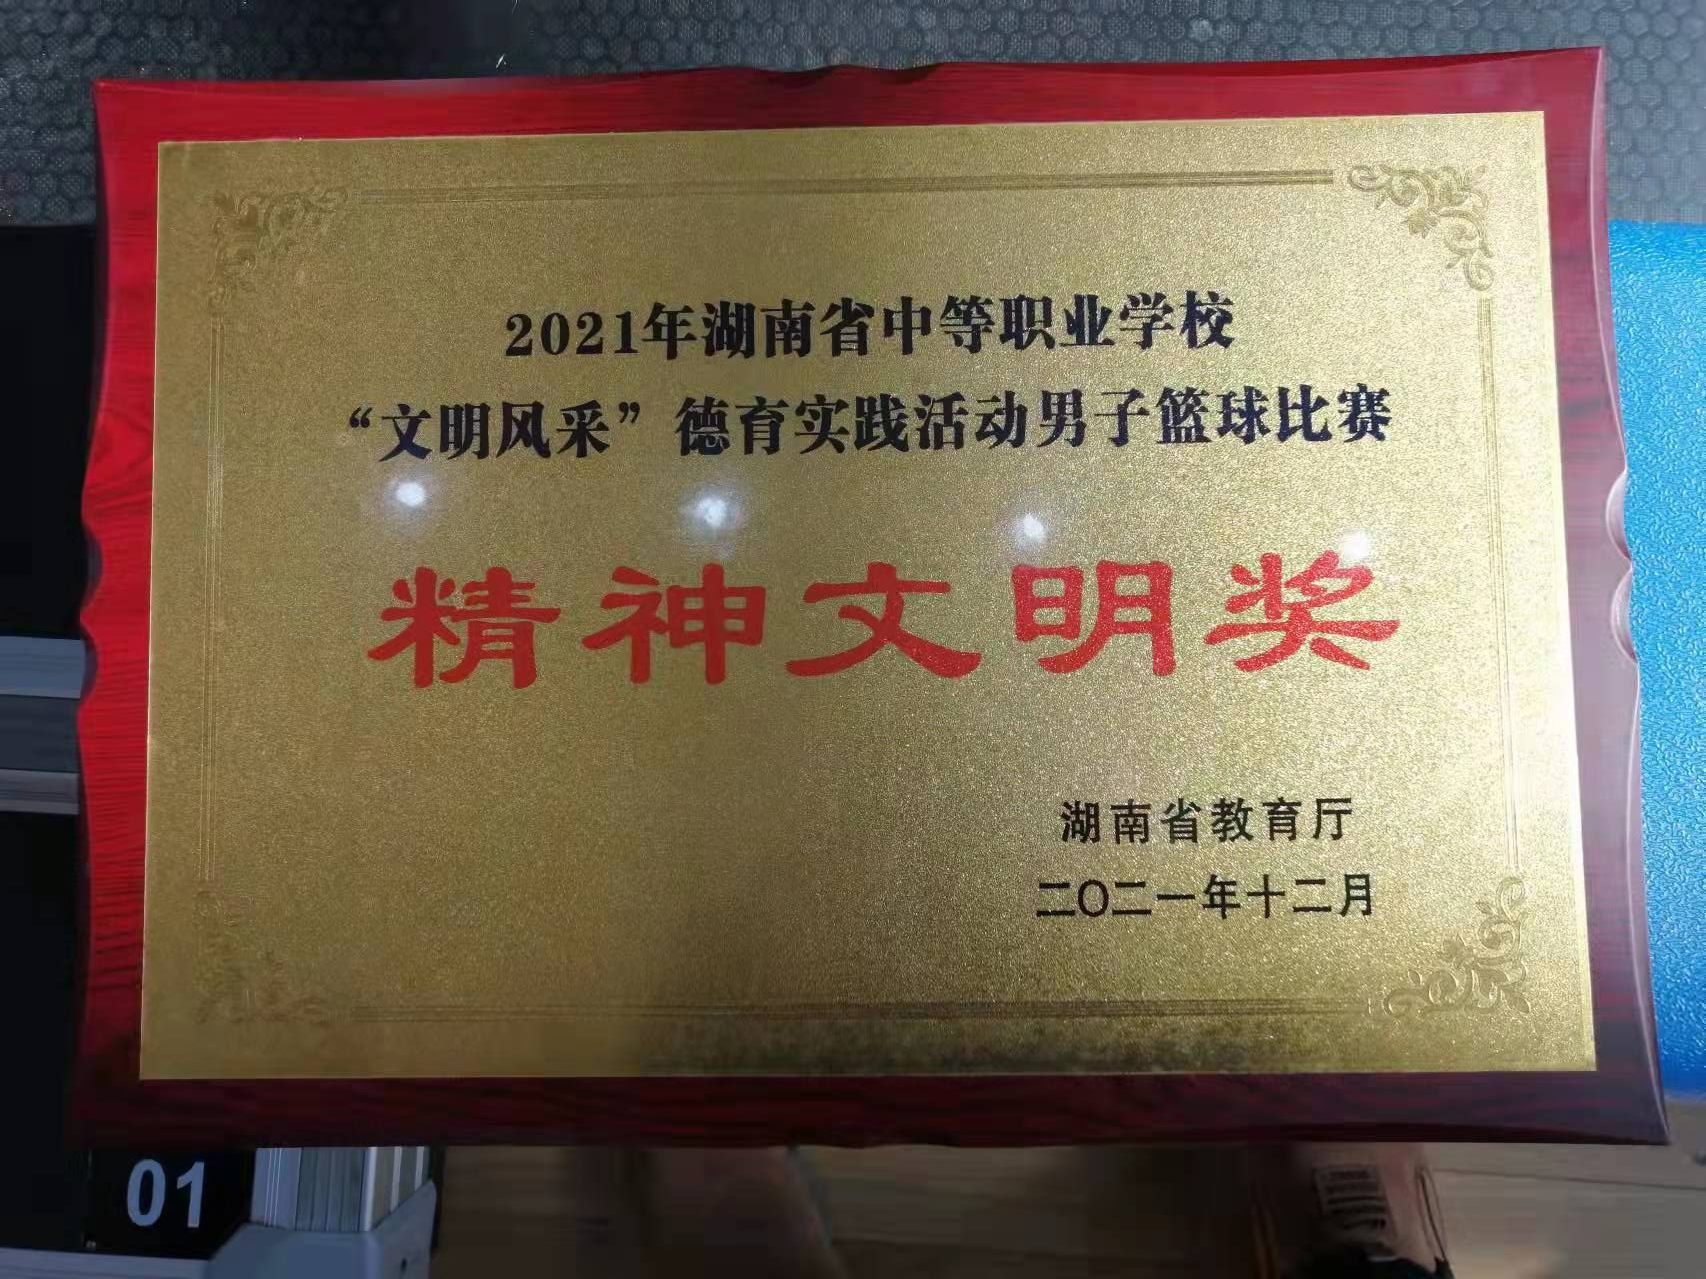 2021年湖南省中等职业学校
“文明风采”德育实践活动男子篮球比赛
精神文明奖
湖南省教育厅
二〇二一年十二月
01